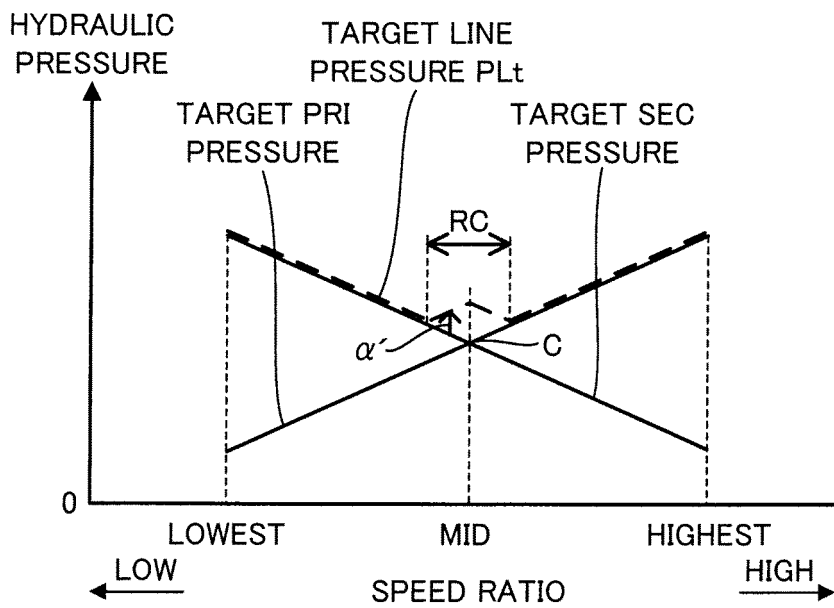 HYDRAULIC
PRESSURE
TARGET LINE
PRESSURE PLt
TARGET PRI
PRESSURE
TARGET SEC
PRESSURE
RC
α´
C
0
LOWEST
MID
HIGHEST
LOW
SPEED RATIO
HIGH